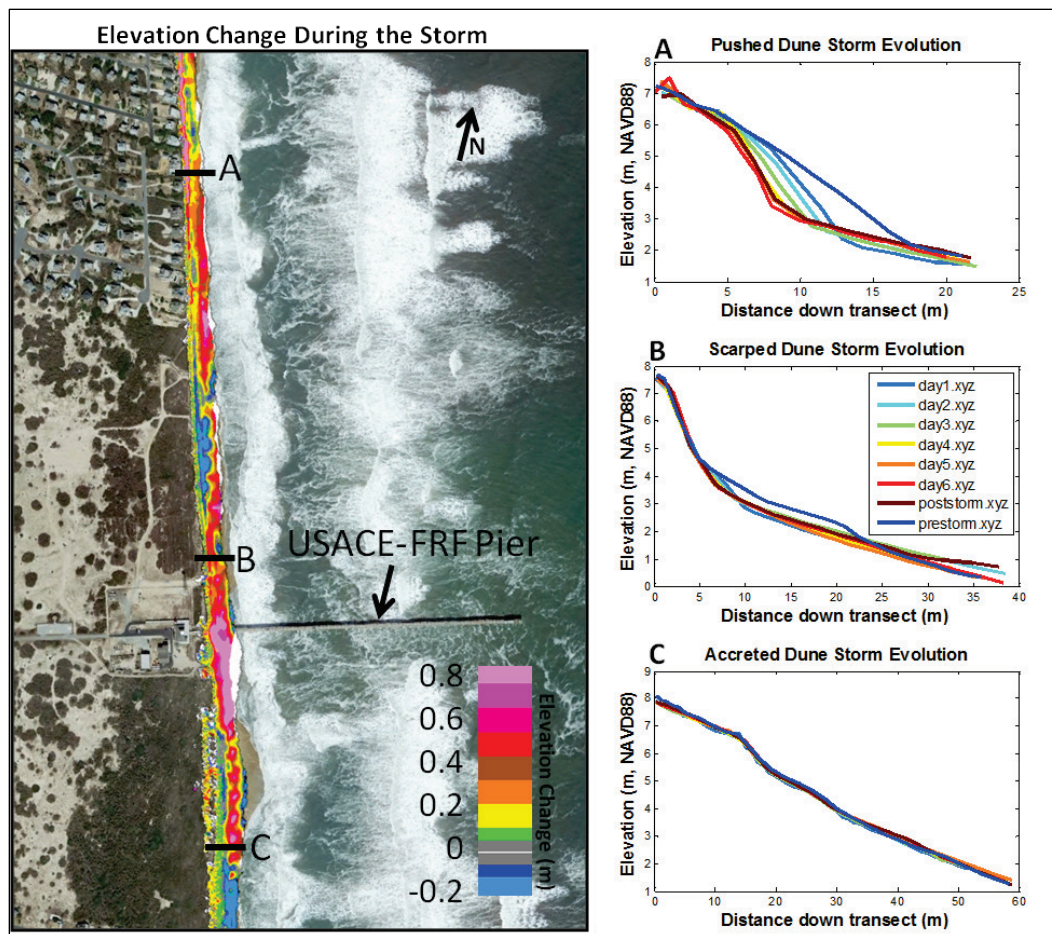 Elevation Change During the Storm
N
A
B
USACE-FRF Pier
C
0.8
0.6
0.4
0.2
0
-0.2
Elevation Change (m)
A
Pushed Dune Storm Evolution
Elevation (m, NAVD88)
8
7
6
5
4
3
2
1
0 5 10 15 20 25
Distance down transect (m)
B
Scarped Dune Storm Evolution
Elevation (m, NAVD88)
8
7
6
5
4
3
2
1
0
0 5 10 15 20 25 30 35 40
Distance down transect (m)
day1.xyz
day2.xyz
day3.xyz
day4.xyz
day5.xyz
day6.xyz
poststorm.xyz
prestorm.xyz
C
Accreted Dune Storm Evolution
Elevation (m, NAVD88)
9
8
7
6
5
4
3
2
1
0 10 20 30 40 50 60
Distance down transect (m)